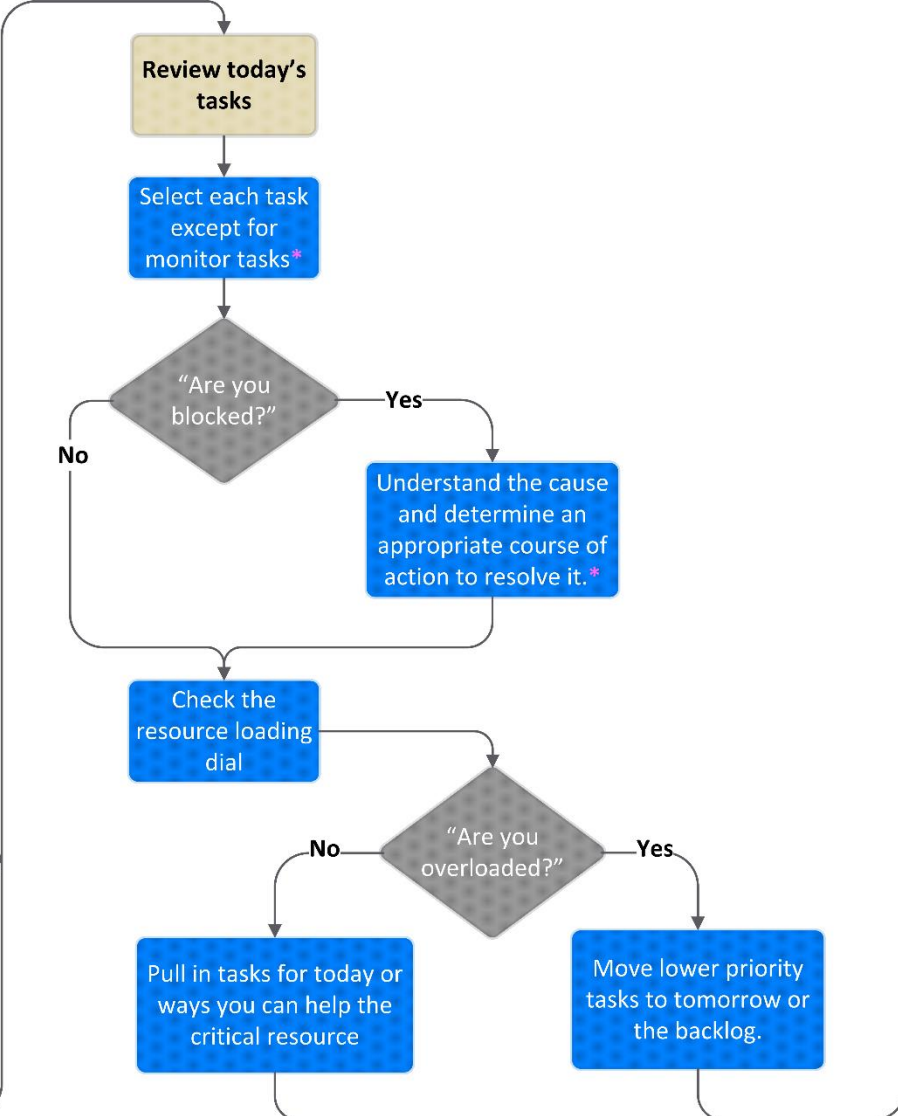 Review today’s
tasks
Select each task
except for
monitor tasks*
“Are you
blocked?”
Yes
No
Understand the cause
and determine an
appropriate course of
action to resolve it.*
Check the
resource loading
dial
“Are you
overloaded?”
No
Yes
Pull in tasks for today or
ways you can help the
critical resource
Move lower priority
tasks to tomorrow or
the backlog.